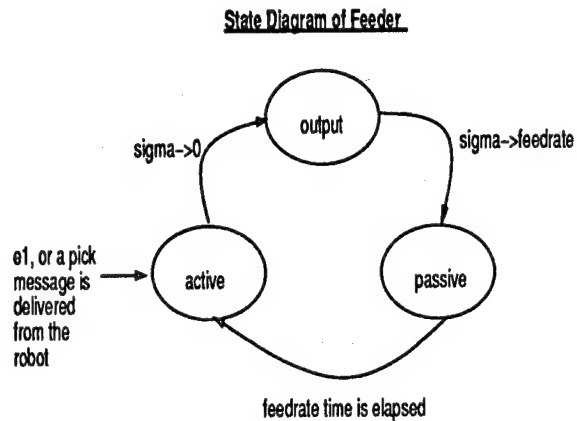 State Diagram of Feeder
output
sigma->0
sigma->feedrate
e1, or a pick
message is
delivered
from the
robot
active
passive
feedrate time is elapsed